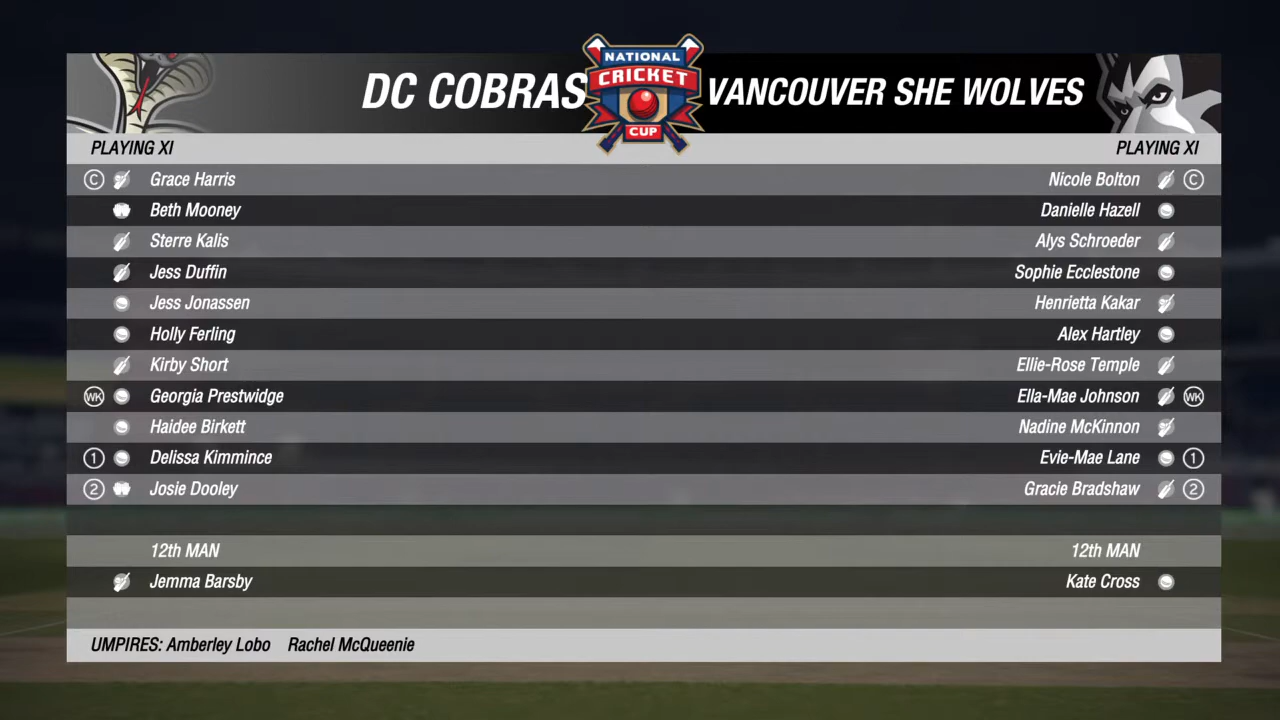 DC COBRAS NATIONAL CRICKET CUP VANCOUVER SHE WOLVES
PLAYING XI PLAYING XI
C Grace Harris Nicole Bolton C
Beth Mooney Danielle Hazell
Sterre Kalis Alys Schroeder
Jess Duffin Sophie Ecclestone
Jess Jonassen Henrietta Kakar
Holly Ferling Alex Hartley
Kirby Short Ellie-Rose Temple
WK Georgia Prestwidge Ella-Mae Johnson WK
Haidee Birkett Nadine McKinnon
1 Delissa Kimmince Evie-Mae Lane 1
2 Josie Dooley Gracie Bradshaw 2
12th MAN 12th MAN
Jemma Barsby Kate Cross
UMPIRES: Amberley Lobo Rachel McQueenie